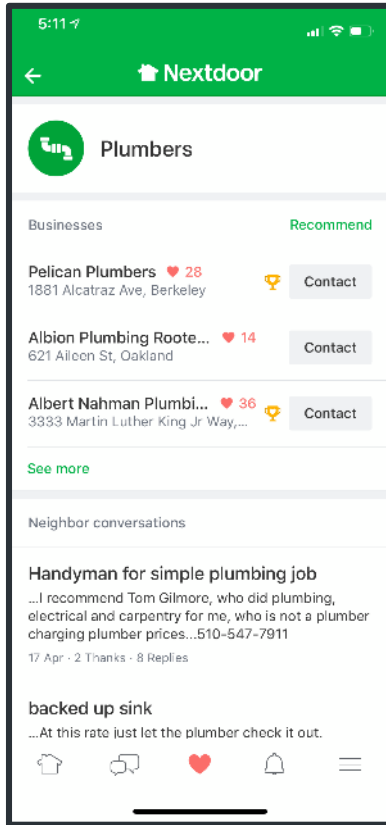 5:11
Nextdoor
Plumbers
Businesses
Recommend
Pelican Plumbers 28
1881 Alcatraz Ave, Berkeley
Contact
Albion Plumbing Roote... 14
621 Aileen St, Oakland
Contact
Albert Nahman Plumbi... 36
3333 Martin Luther King Jr Way,...
Contact
See more
Neighbor conversations
Handyman for simple plumbing job
...I recommend Tom Gilmore, who did plumbing,
electrical and carpentry for me, who is not a plumber
charging plumber prices...510-547-7911
17 Apr · 2 Thanks · 8 Replies
backed up sink
...At this rate just let the plumber check it out.